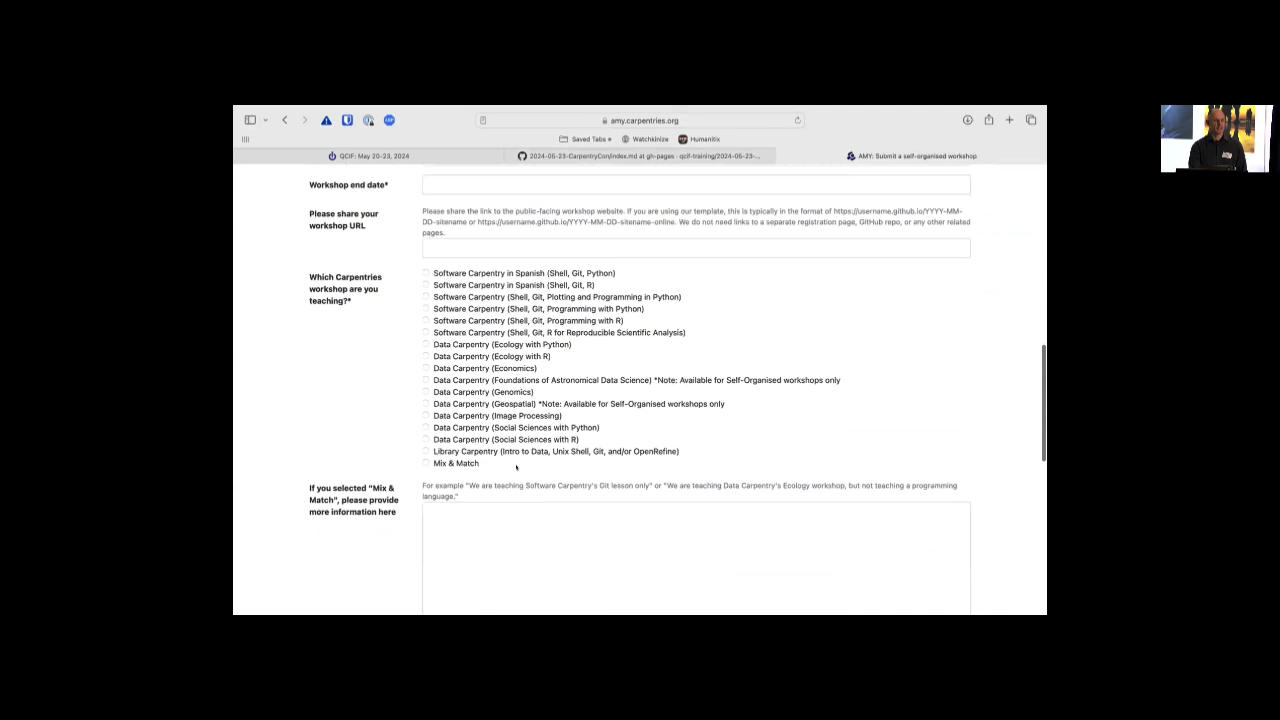 amy.carpentries.org
Saved Tabs
Watchkinize
Humanitix
QCIF: May 20-23, 2024
2024-05-23-CarpentryCon/index.md at gh-pages · qcif-training/2024-05-23-...
AMY: Submit a self-organised workshop
Workshop end date*
Please share your workshop URL
Please share the link to the public-facing workshop website. If you are using our template, this is typically in the format of https://username.github.io/YYYY-MM-
DD-sitename or https://username.github.io/YYYY-MM-DD-sitename-online. We do not need links to a separate registration page, GitHub repo, or any other related
pages.
Which Carpentries
workshop are you
teaching?*
Software Carpentry in Spanish (Shell, Git, Python)
Software Carpentry in Spanish (Shell, Git, R)
Software Carpentry (Shell, Git, Plotting and Programming in Python)
Software Carpentry (Shell, Git, Programming with Python)
Software Carpentry (Shell, Git, Programming with R)
Software Carpentry (Shell, Git, R for Reproducible Scientific Analysis)
Data Carpentry (Ecology with Python)
Data Carpentry (Ecology with R)
Data Carpentry (Economics)
Data Carpentry (Foundations of Astronomical Data Science) *Note: Available for Self-Organised workshops only
Data Carpentry (Genomics)
Data Carpentry (Geospatial) *Note: Available for Self-Organised workshops only
Data Carpentry (Image Processing)
Data Carpentry (Social Sciences with Python)
Data Carpentry (Social Sciences with R)
Library Carpentry (Intro to Data, Unix Shell, Git, and/or OpenRefine)
Mix & Match
If you selected "Mix &
Match", please provide
more information here
For example "We are teaching Software Carpentry's Git lesson only" or "We are teaching Data Carpentry's Ecology workshop, but not teaching a programming
language."